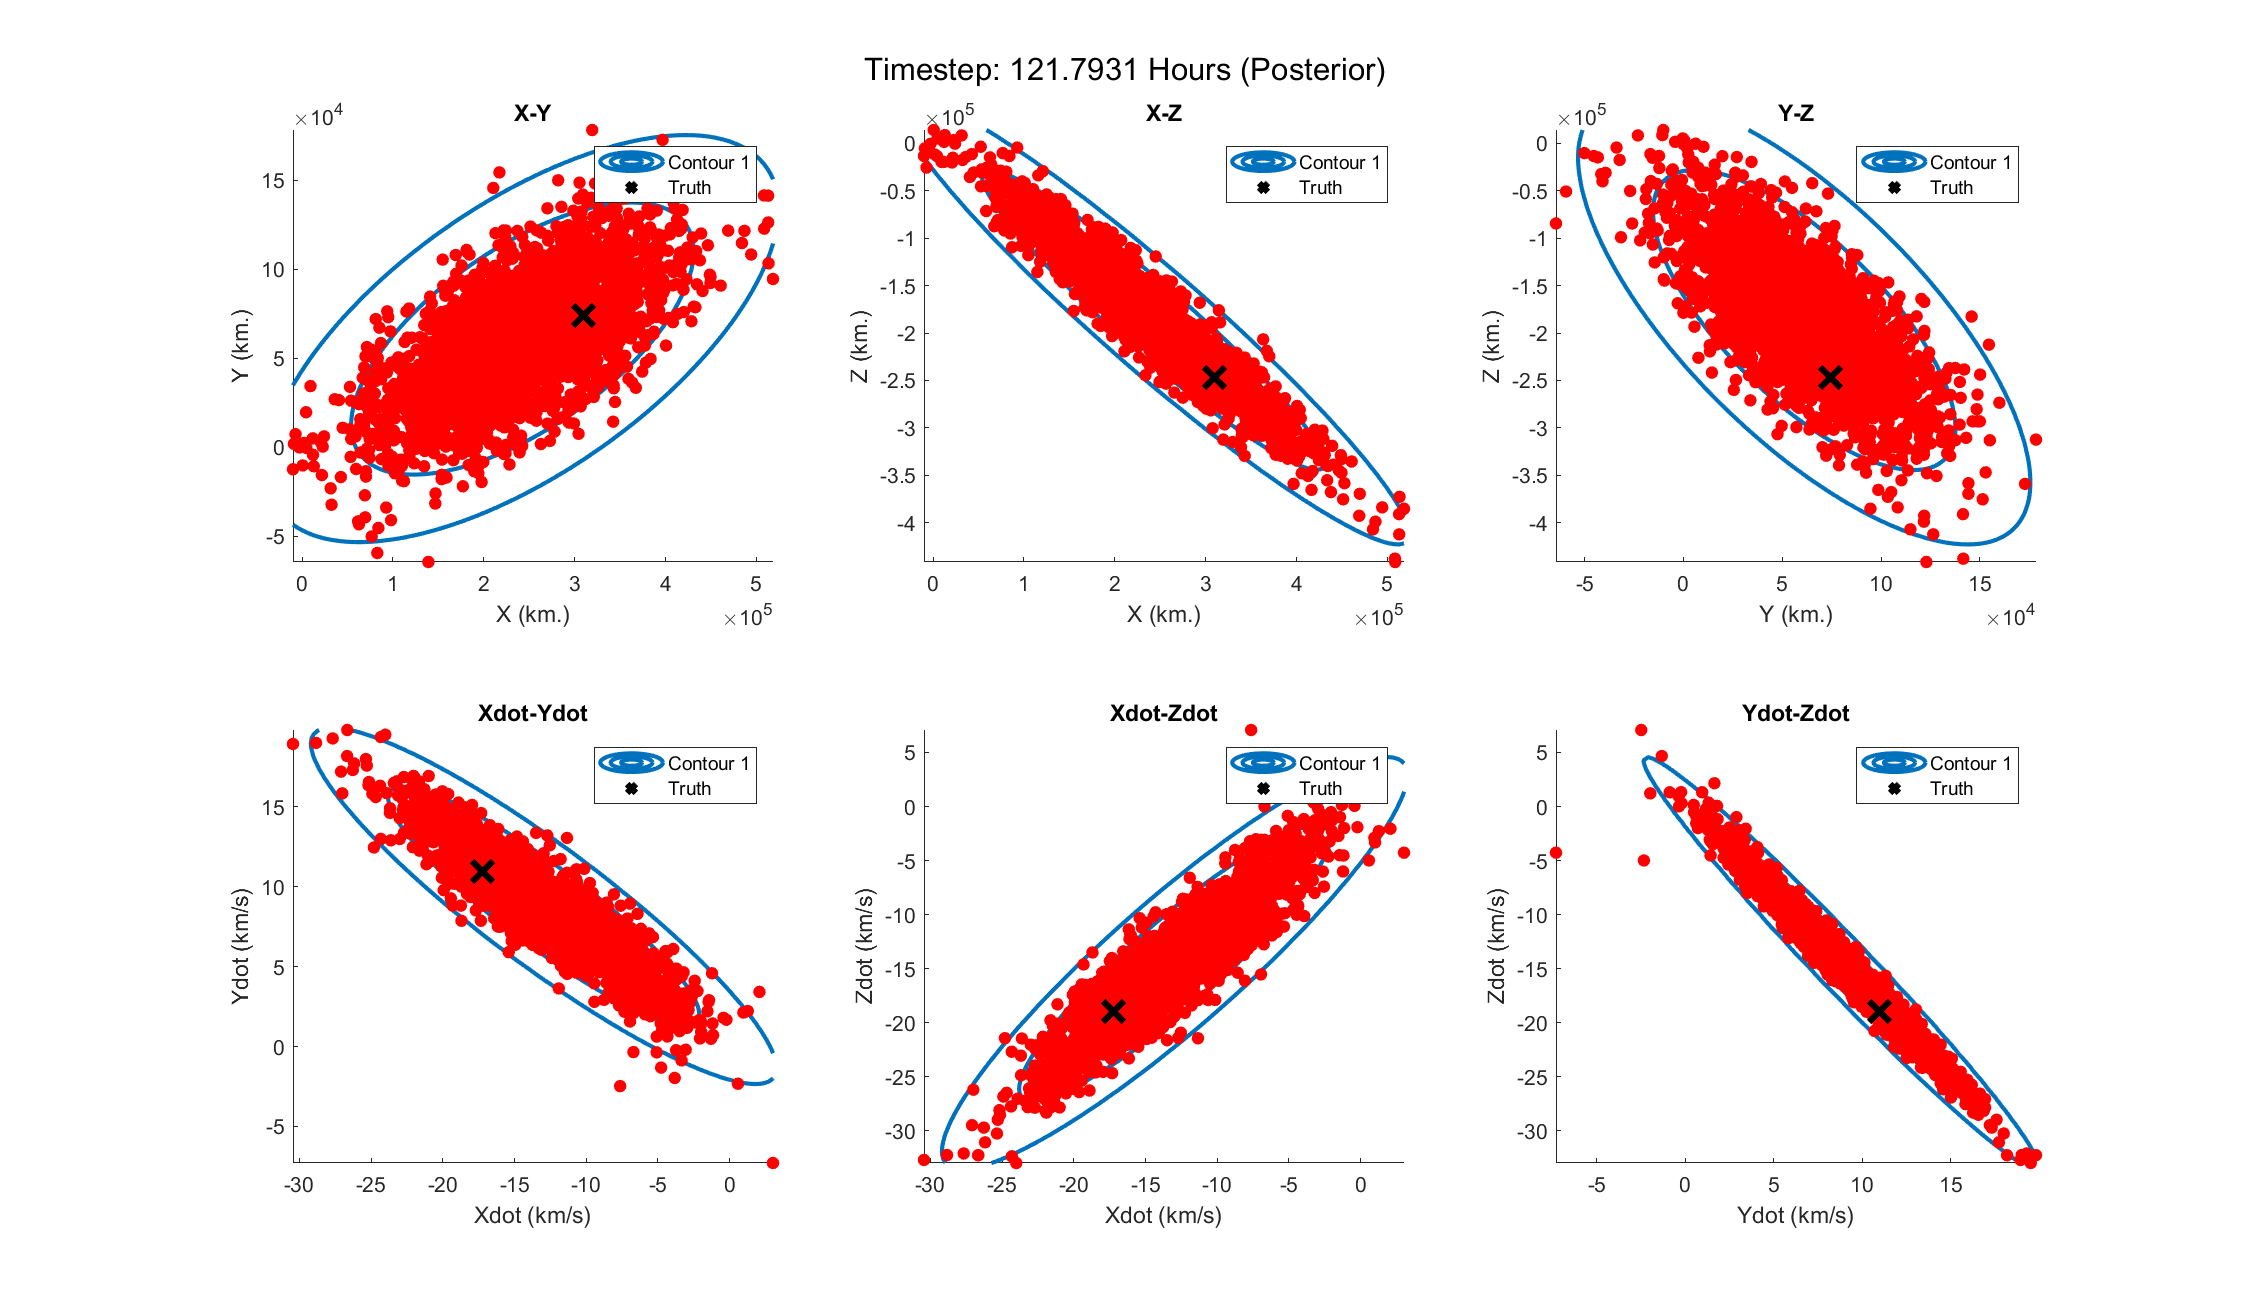 Timestep: 121.7931 Hours (Posterior)
X-Y
×10^4
15
10
5
0
-5
Y (km.)
0 1 2 3 4 5
X (km.)
×10^5
Contour 1
Truth
X-Z
×10^5
0
-0.5
-1
-1.5
-2
-2.5
-3
-3.5
-4
Z (km.)
0 1 2 3 4 5
X (km.)
×10^5
Contour 1
Truth
Y-Z
×10^5
0
-0.5
-1
-1.5
-2
-2.5
-3
-3.5
-4
Z (km.)
-5 0 5 10 15
Y (km.)
×10^4
Contour 1
Truth
Xdot-Ydot
15
10
5
0
-5
Ydot (km/s)
-30 -25 -20 -15 -10 -5 0
Xdot (km/s)
Contour 1
Truth
Xdot-Zdot
5
0
-5
-10
-15
-20
-25
-30
Zdot (km/s)
-30 -25 -20 -15 -10 -5 0
Xdot (km/s)
Contour 1
Truth
Ydot-Zdot
5
0
-5
-10
-15
-20
-25
-30
Zdot (km/s)
-5 0 5 10 15
Ydot (km/s)
Contour 1
Truth